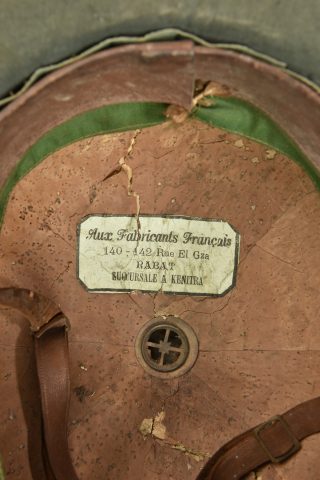 Aux Fabricants Français
140 - 142 Rue El Gza
RABAT
SUCCURSALE A KENITRA